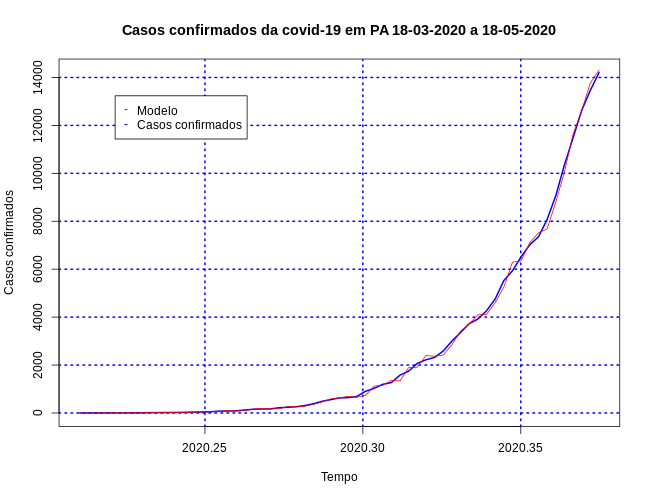 Casos confirmados da covid-19 em PA 18-03-2020 a 18-05-2020
14000
12000
10000
8000
6000
4000
2000
0
Casos confirmados
Modelo
Casos confirmados
2020.25
2020.30
2020.35
Tempo